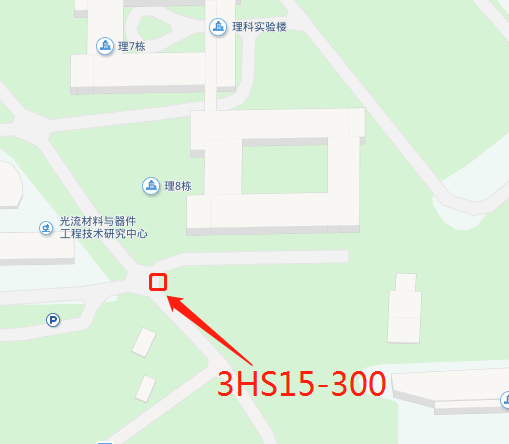 理科实验楼
理7栋
理8栋
光流材料与器件
工程技术研究中心
P
3HS15-300